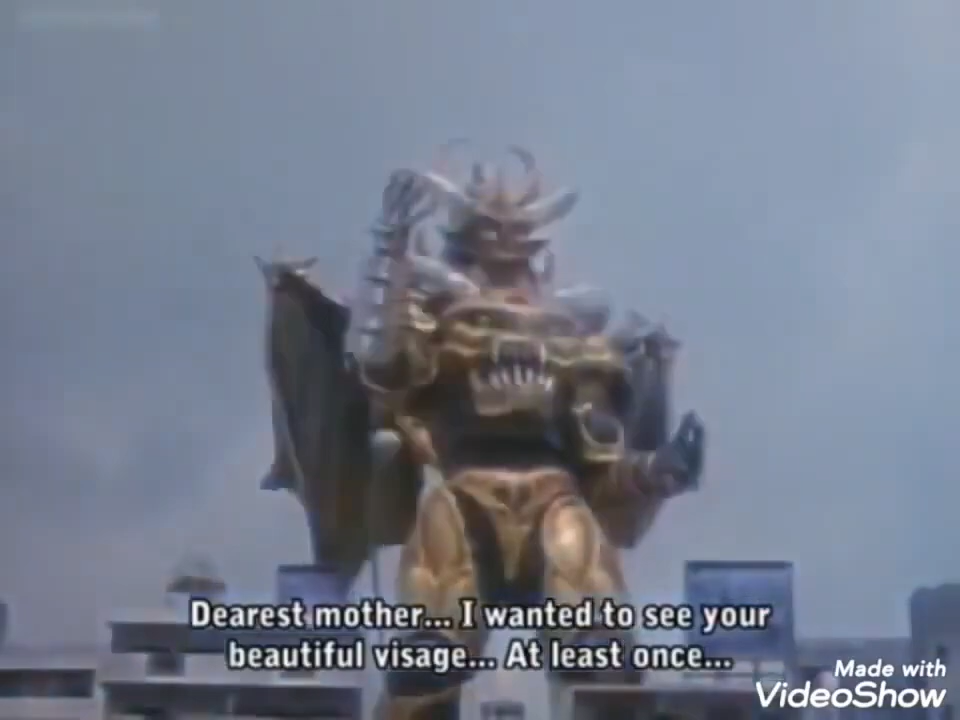 Dearest mother... I wanted to see your
beautiful visage... At least once...
Made with
VideoShow